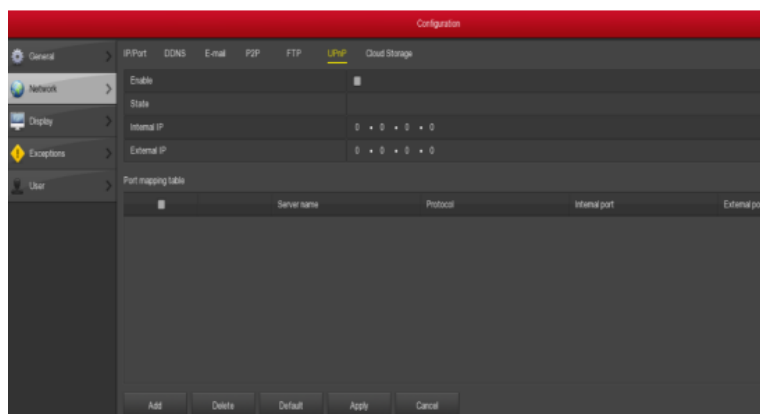 Configuration
General
Network
Display
Exceptions
User
IP/Port DDNS E-mail P2P FTP UPnP Cloud Storage
Enable
State
Internal IP 0 . 0 . 0 . 0
External IP 0 . 0 . 0 . 0
Port mapping table
Server name Protocol Internal port External po
Add Delete Default Apply Cancel